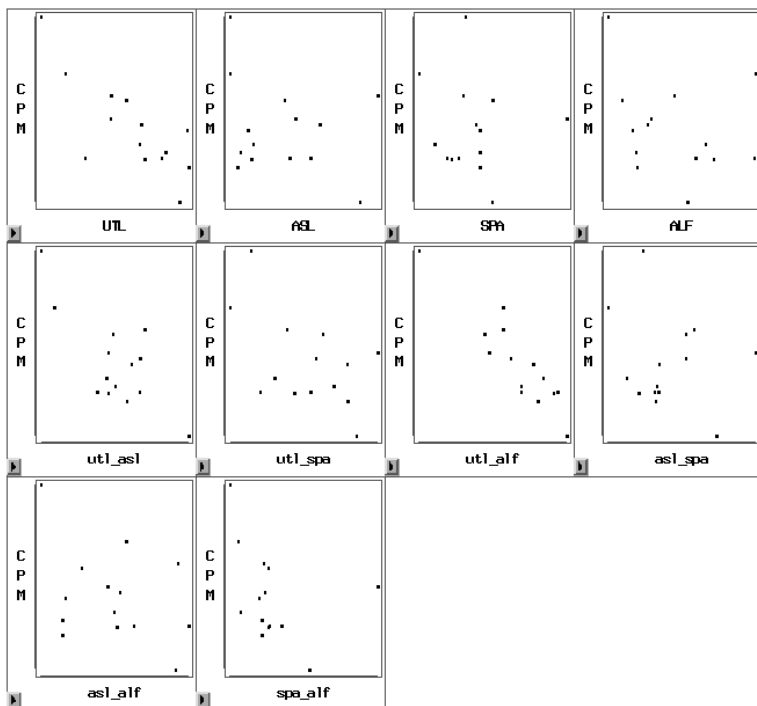 C P M
UTL
C P M
ASL
C P M
SPA
C P M
ALF
C P M
utl_asl
C P M
utl_spa
C P M
utl_alf
C P M
asl_spa
C P M
asl_alf
C P M
spa_alf